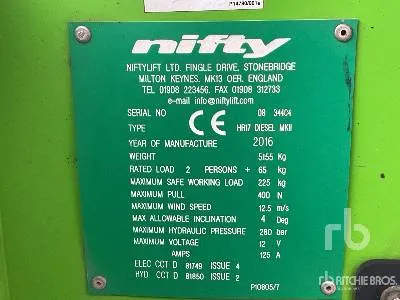 P14790/001a
nifty
NIFTYLIFT LTD. FINGLE DRIVE, STONEBRIDGE
MILTON KEYNES. MK13 OER. ENGLAND
TEL 01908 223456. FAX 01908 312733
e-mail info@niftylift.com
SERIAL NO 08 34404
TYPE CE HR17 DIESEL MKII
YEAR OF MANUFACTURE 2016
WEIGHT 5155 Kg
RATED LOAD 2 PERSONS + 65 kg
MAXIMUM SAFE WORKING LOAD 225 kg
MAXIMUM PULL 400 N
MAXIMUM WIND SPEED 12.5 m/s
MAX ALLOWABLE INCLINATION 4 Deg
MAXIMUM HYDRAULIC PRESSURE 280 bar
MAXIMUM VOLTAGE 12 V
AMPS 125 A
ELEC CCT D 81749 ISSUE 4
HYD. CCT D 81850 ISSUE 2
P10805/7
rb
RITCHIE BROS.